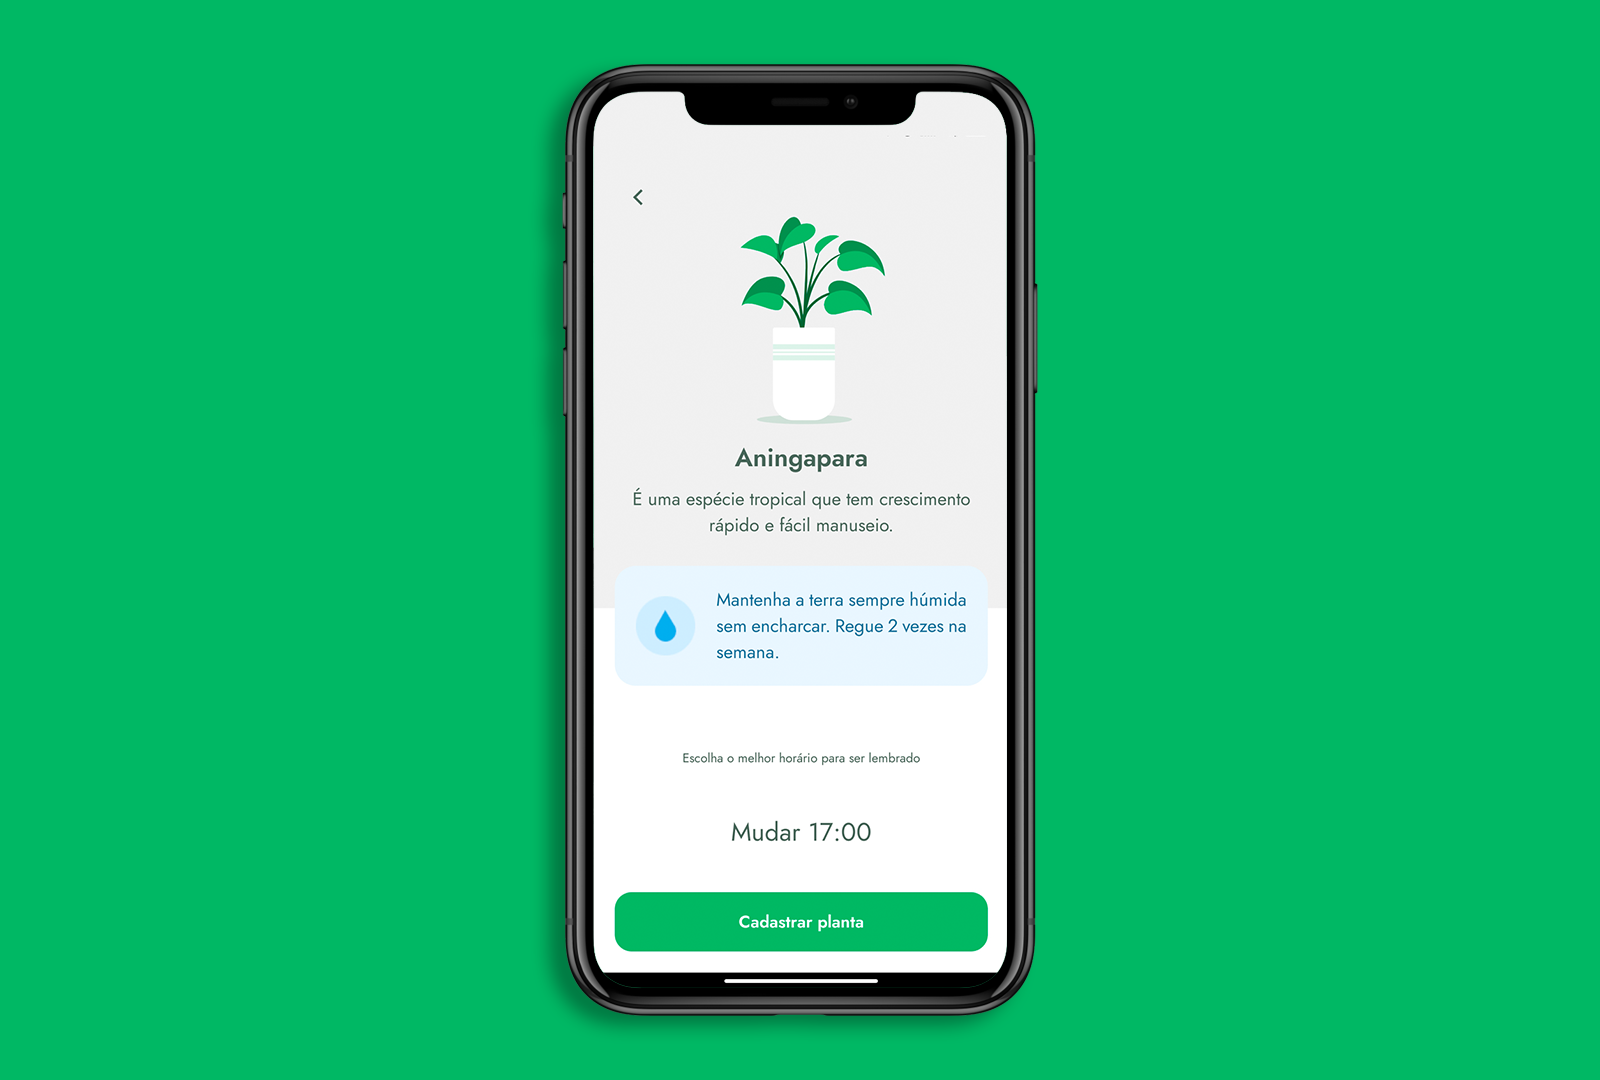 Aningapara
É uma espécie tropical que tem crescimento
rápido e fácil manuseio.
Mantenha a terra sempre húmida
sem encharcar. Regue 2 vezes na
semana.
Escolha o melhor horário para ser lembrado
Mudar 17:00
Cadastrar planta